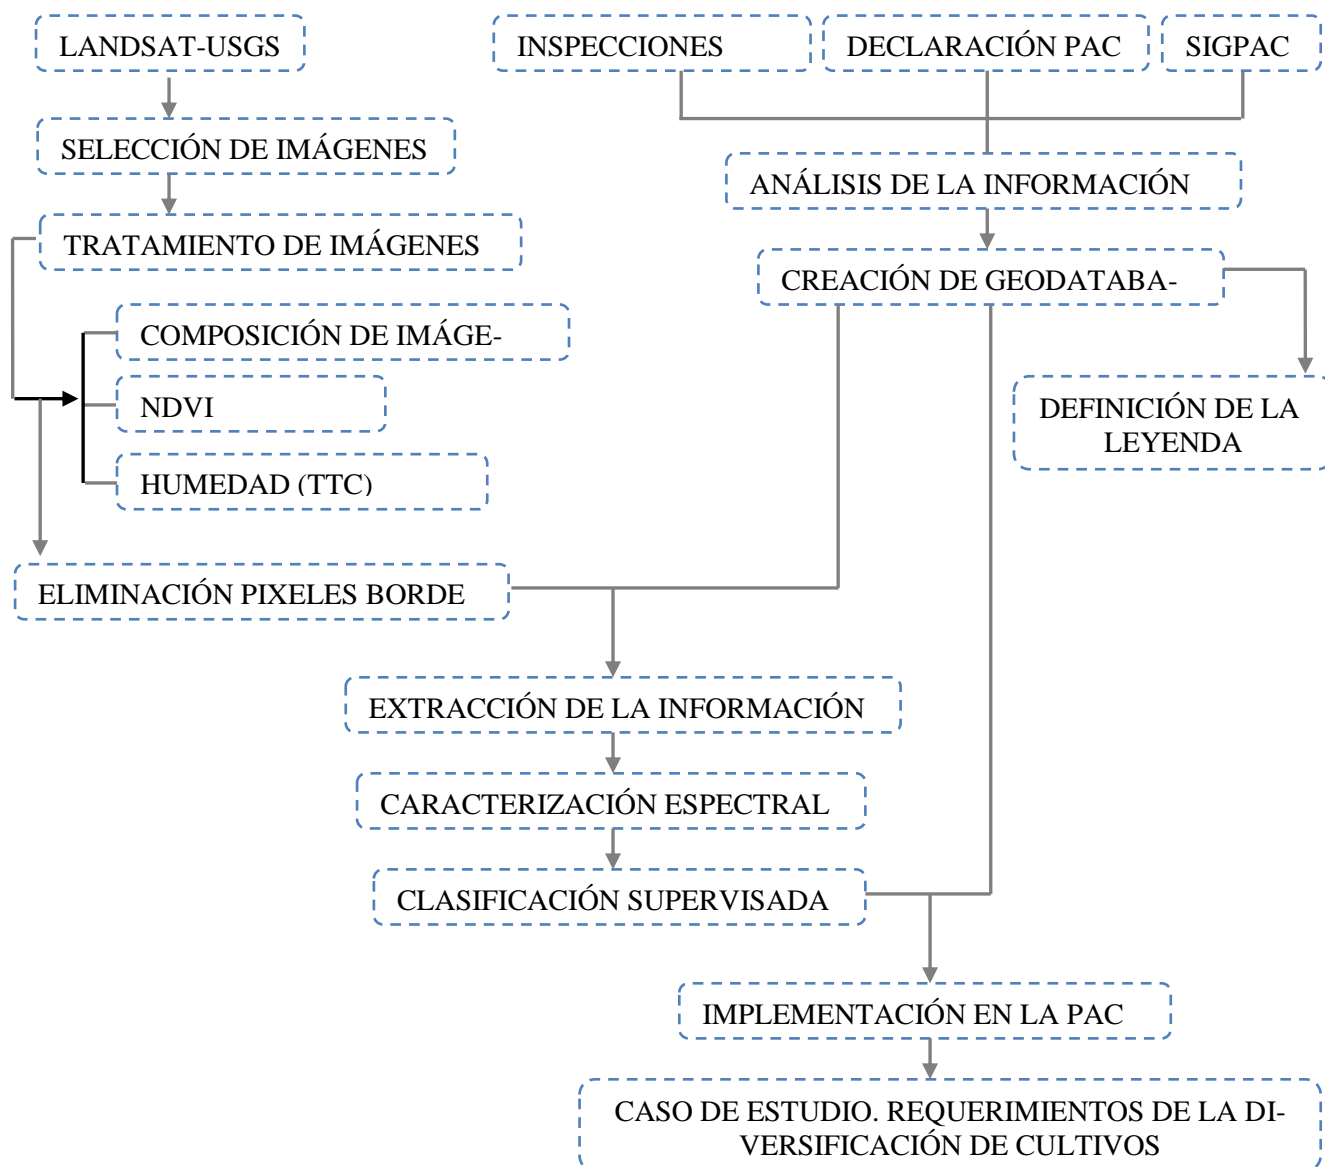 LANDSAT-USGS
INSPECCIONES
DECLARACIÓN PAC
SIGPAC
SELECCIÓN DE IMÁGENES
ANÁLISIS DE LA INFORMACIÓN
TRATAMIENTO DE IMÁGENES
CREACIÓN DE GEODATABA-
COMPOSICIÓN DE IMÁGE-
NDVI
DEFINICIÓN DE LA
LEYENDA
HUMEDAD (TTC)
ELIMINACIÓN PIXELES BORDE
EXTRACCIÓN DE LA INFORMACIÓN
CARACTERIZACIÓN ESPECTRAL
CLASIFICACIÓN SUPERVISADA
IMPLEMENTACIÓN EN LA PAC
CASO DE ESTUDIO. REQUERIMIENTOS DE LA DI-
VERSIFICACIÓN DE CULTIVOS